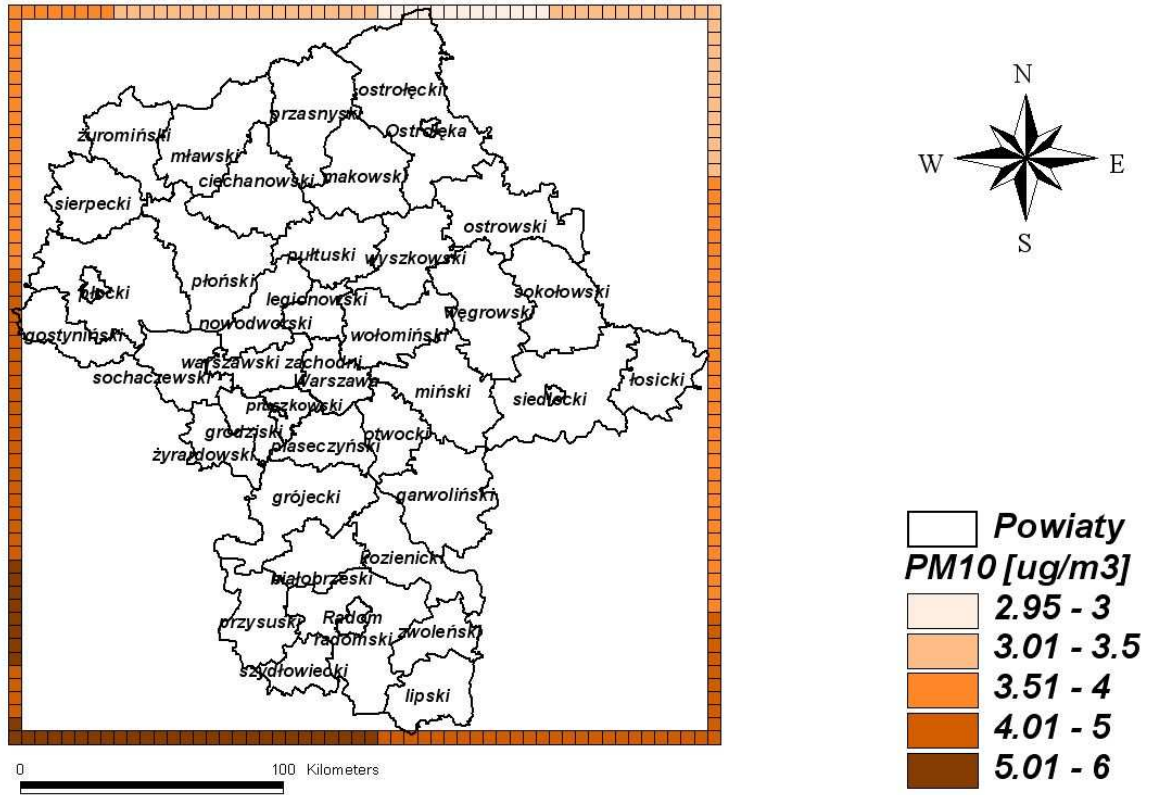 N
W E
S
ostrołęcki
przasnyski
Ostrołęka
żuromiński
mławski
ciechanowski
makowski
sierpecki
ostrowski
pułtuski
wyszkowski
płoński
sokołowski
płocki
legionowski
węgrowski
nowodworski
gostyniński
wołomiński
warszawski zachodni
sochaczewski
Warszawa
łosicki
miński
siedlecki
pruszkowski
grodziski
otwocki
piaseczyński
żyrardowski
grójecki
garwoliński
kozienicki
białobrzeski
przysuski
Radom
zwoleński
radomski
szydłowiecki
lipski
Powiaty
PM10 [ug/m3]
2.95 - 3
3.01 - 3.5
3.51 - 4
4.01 - 5
5.01 - 6
0 100 Kilometers